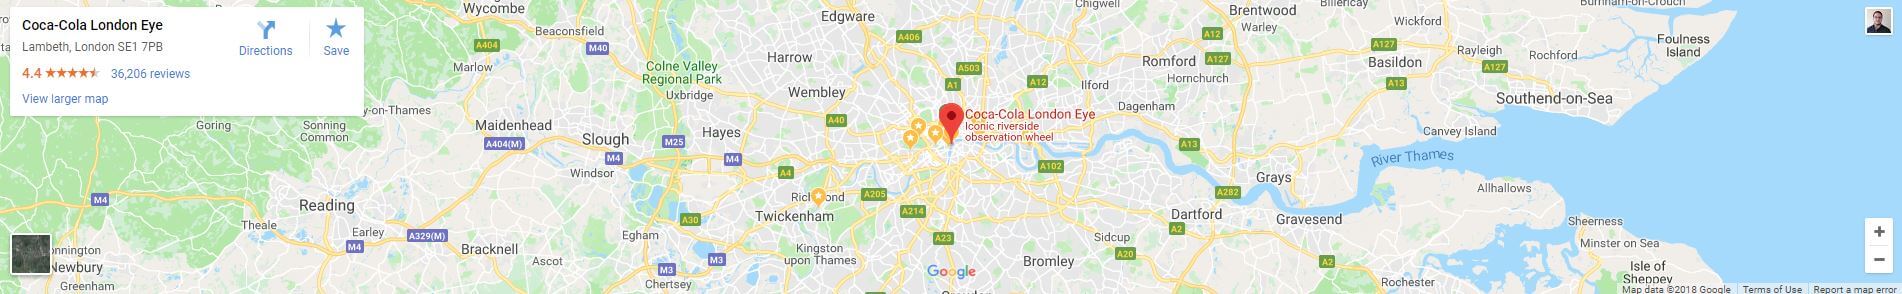 Coca-Cola London Eye
Lambeth, London SE1 7PB
4.4
36,206 reviews
View larger map
Directions
Save
Wycombe
Beaconsfield
Edgware
Chigwell
Brentwood
Billericay
Burnham-on-Crouch
A404
M40
A406
A12
Warley
A127
Wickford
Rayleigh
Rochford
Foulness
Island
Marlow
Colne Valley
Regional Park
Harrow
A503
Romford
A127
Basildon
A127
Uxbridge
Wembley
A1
A12
Ilford
Hornchurch
A13
Southend-on-Sea
y-on-Thames
Dagenham
Goring
Sonning
Common
Maidenhead
A40
Coca-Cola London Eye
Iconic riverside
observation wheel
Canvey Island
A404(M)
Slough
M25
Hayes
A13
River Thames
M4
M4
Windsor
A4
A102
Grays
Allhallows
M4
Reading
Richmond
A205
A282
Twickenham
A214
Dartford
Gravesend
Sheerness
Theale
Earley
A329(M)
A30
Egham
A23
Sidcup
A2
M4
Bracknell
Kingston
upon Thames
A20
Minster on Sea
Newbury
Ascot
M3
M3
Google
Bromley
A2
Isle of
Sheppey
Greenham
Chertsey
Rochester
Map data ©2018 Google
Terms of Use
Report a map error